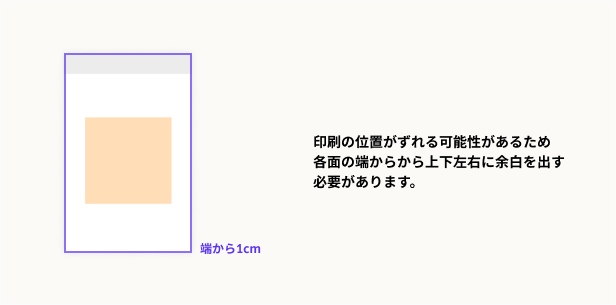 印刷の位置がずれる可能性があるため
各面の端からから上下左右に余白を出す
必要があります。
端から1cm